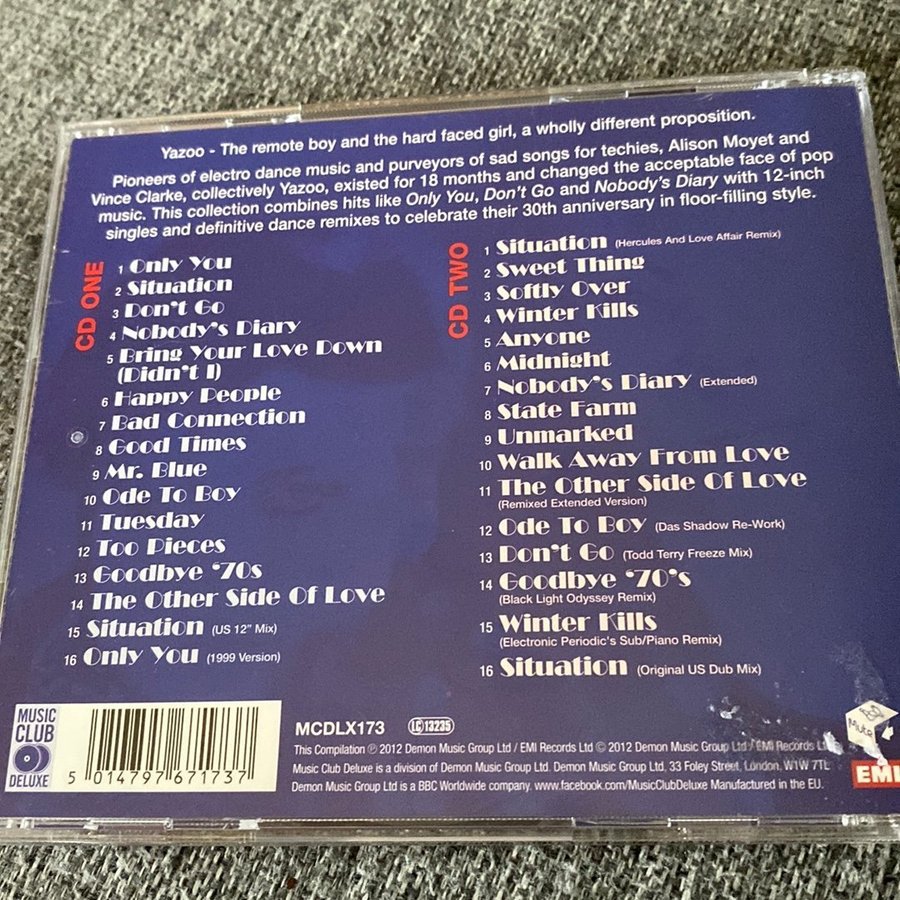 Yazoo - The remote boy and the hard faced girl, a wholly different proposition.
Pioneers of electro dance music and purveyors of sad songs for techies, Alison Moyet and
Vince Clarke, collectively Yazoo, existed for 18 months and changed the acceptable face of pop
music. This collection combines hits like Only You, Don't Go and Nobody's Diary with 12-inch
singles and definitive dance remixes to celebrate their 30th anniversary in floor-filling style.
CD ONE
1 Only You
2 Situation
3 Don't Go
4 Nobody's Diary
5 Bring Your Love Down
(Didn't I)
6 Happy People
7 Bad Connection
8 Good Times
9 Mr. Blue
10 Ode To Boy
11 Tuesday
12 Too Pieces
13 Goodbye '70s
14 The Other Side Of Love
15 Situation (US 12" Mix)
16 Only You (1999 Version)
CD TWO
1 Situation (Hercules And Love Affair Remix)
2 Sweet Thing
3 Softly Over
4 Winter Kills
5 Anyone
6 Midnight
7 Nobody's Diary (Extended)
8 State Farm
9 Unmarked
10 Walk Away From Love
11 The Other Side Of Love
(Remixed Extended Version)
12 Ode To Boy (Das Shadow Re-Work)
13 Don't Go (Todd Terry Freeze Mix)
14 Goodbye '70's
(Black Light Odyssey Remix)
15 Winter Kills
(Electronic Periodic's Sub/Piano Remix)
16 Situation (Original US Dub Mix)
MUSIC
CLUB
DELUXE
5 014797 671737
MCDLX173 LC 13235
This Compilation ℗ 2012 Demon Music Group Ltd / EMI Records Ltd © 2012 Demon Music Group Ltd / EMI Records Ltd
Music Club Deluxe is a division of Demon Music Group Ltd. Demon Music Group Ltd, 33 Foley Street, London, W1W 7TL
Demon Music Group Ltd is a BBC Worldwide company. www.facebook.com/MusicClubDeluxe Manufactured in the EU.
Mute
EMI